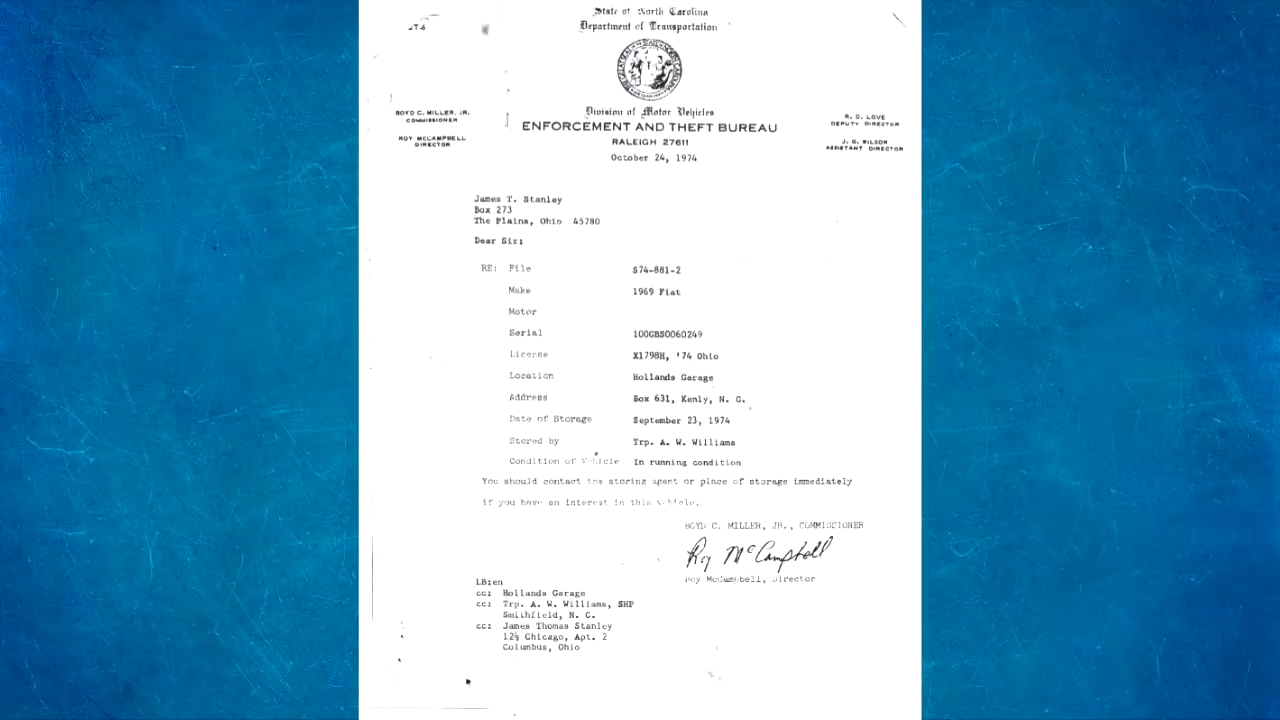 State of North Carolina
Department of Transportation
Division of Motor Vehicles
ENFORCEMENT AND THEFT BUREAU
RALEIGH 27611
October 24, 1974
BOYD C. MILLER, JR.
COMMISSIONER
ROY MCCAMPBELL
DIRECTOR
R. D. LOVE
DEPUTY DIRECTOR
J. G. WILSON
ASSISTANT DIRECTOR
James T. Stanley
Box 273
The Plains, Ohio 45780
Dear Sir:
RE: File S74-881-2
Make 1969 Fiat
Motor
Serial 100GBS0060249
License X1798H, '74 Ohio
Location Hollands Garage
Address Box 631, Kenly, N. C.
Date of Storage September 23, 1974
Stored by Trp. A. W. Williams
Condition of Vehicle In running condition
You should contact the storing agent or place of storage immediately
if you have an interest in this vehicle.
BOYD C. MILLER, JR., COMMISSIONER
Roy McCampbell
Roy McCampbell, Director
LB:en
cc: Hollands Garage
cc: Trp. A. W. Williams, SHP
Smithfield, N. C.
cc: James Thomas Stanley
12½ Chicago, Apt. 2
Columbus, Ohio